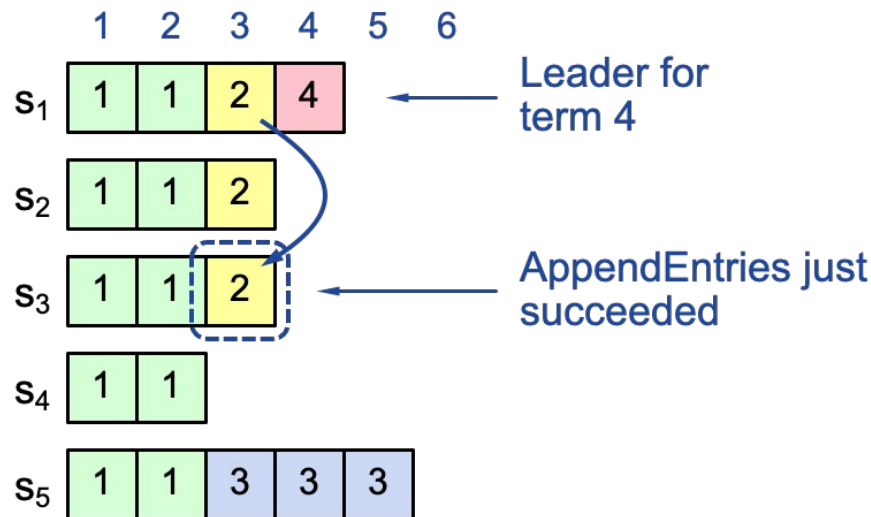 1 2 3 4 5 6
s1 1 1 2 4
Leader for
term 4
s2 1 1 2
s3 1 1 2
AppendEntries just
succeeded
s4 1 1
s5 1 1 3 3 3